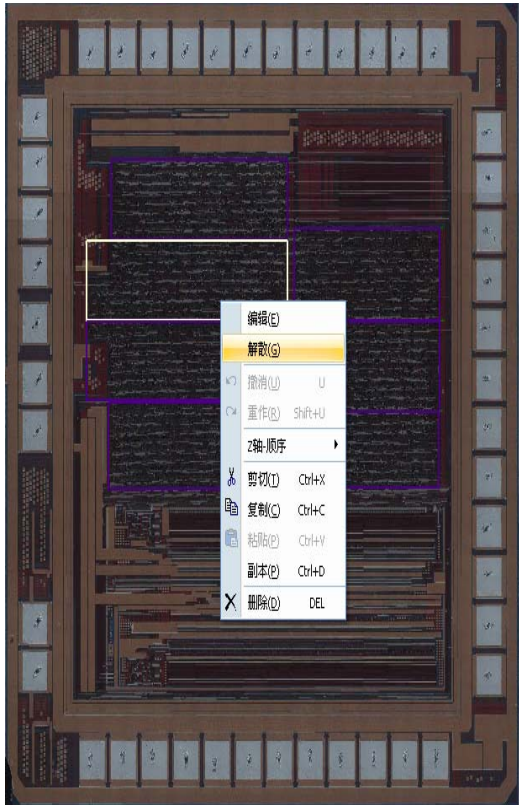 编辑(E)
解散(G)
撤消(U) U
重作(R) Shift+U
Z轴-顺序
剪切(T) Ctrl+X
复制(C) Ctrl+C
粘贴(P) Ctrl+V
副本(P) Ctrl+D
删除(D) DEL